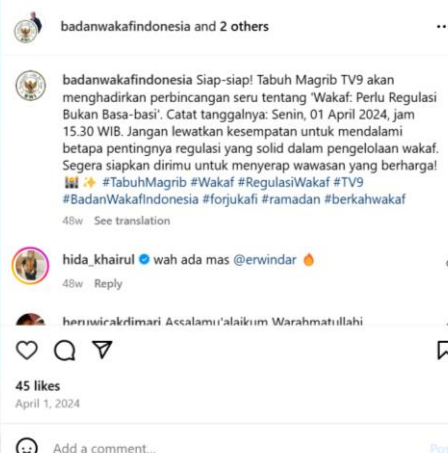 badanwakafindonesia and 2 others
badanwakafindonesia Siap-siap! Tabuh Magrib TV9 akan
menghadirkan perbincangan seru tentang 'Wakaf: Perlu Regulasi
Bukan Basa-basi'. Catat tanggalnya: Senin, 01 April 2024, jam
15.30 WIB. Jangan lewatkan kesempatan untuk mendalami
betapa pentingnya regulasi yang solid dalam pengelolaan wakaf.
Segera siapkan dirimu untuk menyerap wawasan yang berharga!
🕌✨ #TabuhMagrib #Wakaf #RegulasiWakaf #TV9
#BadanWakafIndonesia #forjukafi #ramadan #berkahwakaf
48w See translation
hida_khairul wah ada mas @erwindar 🔥
48w Reply
heruwicakdimari Assalamu'alaikum Warahmatullahi
45 likes
April 1, 2024
Add a comment...
Pos